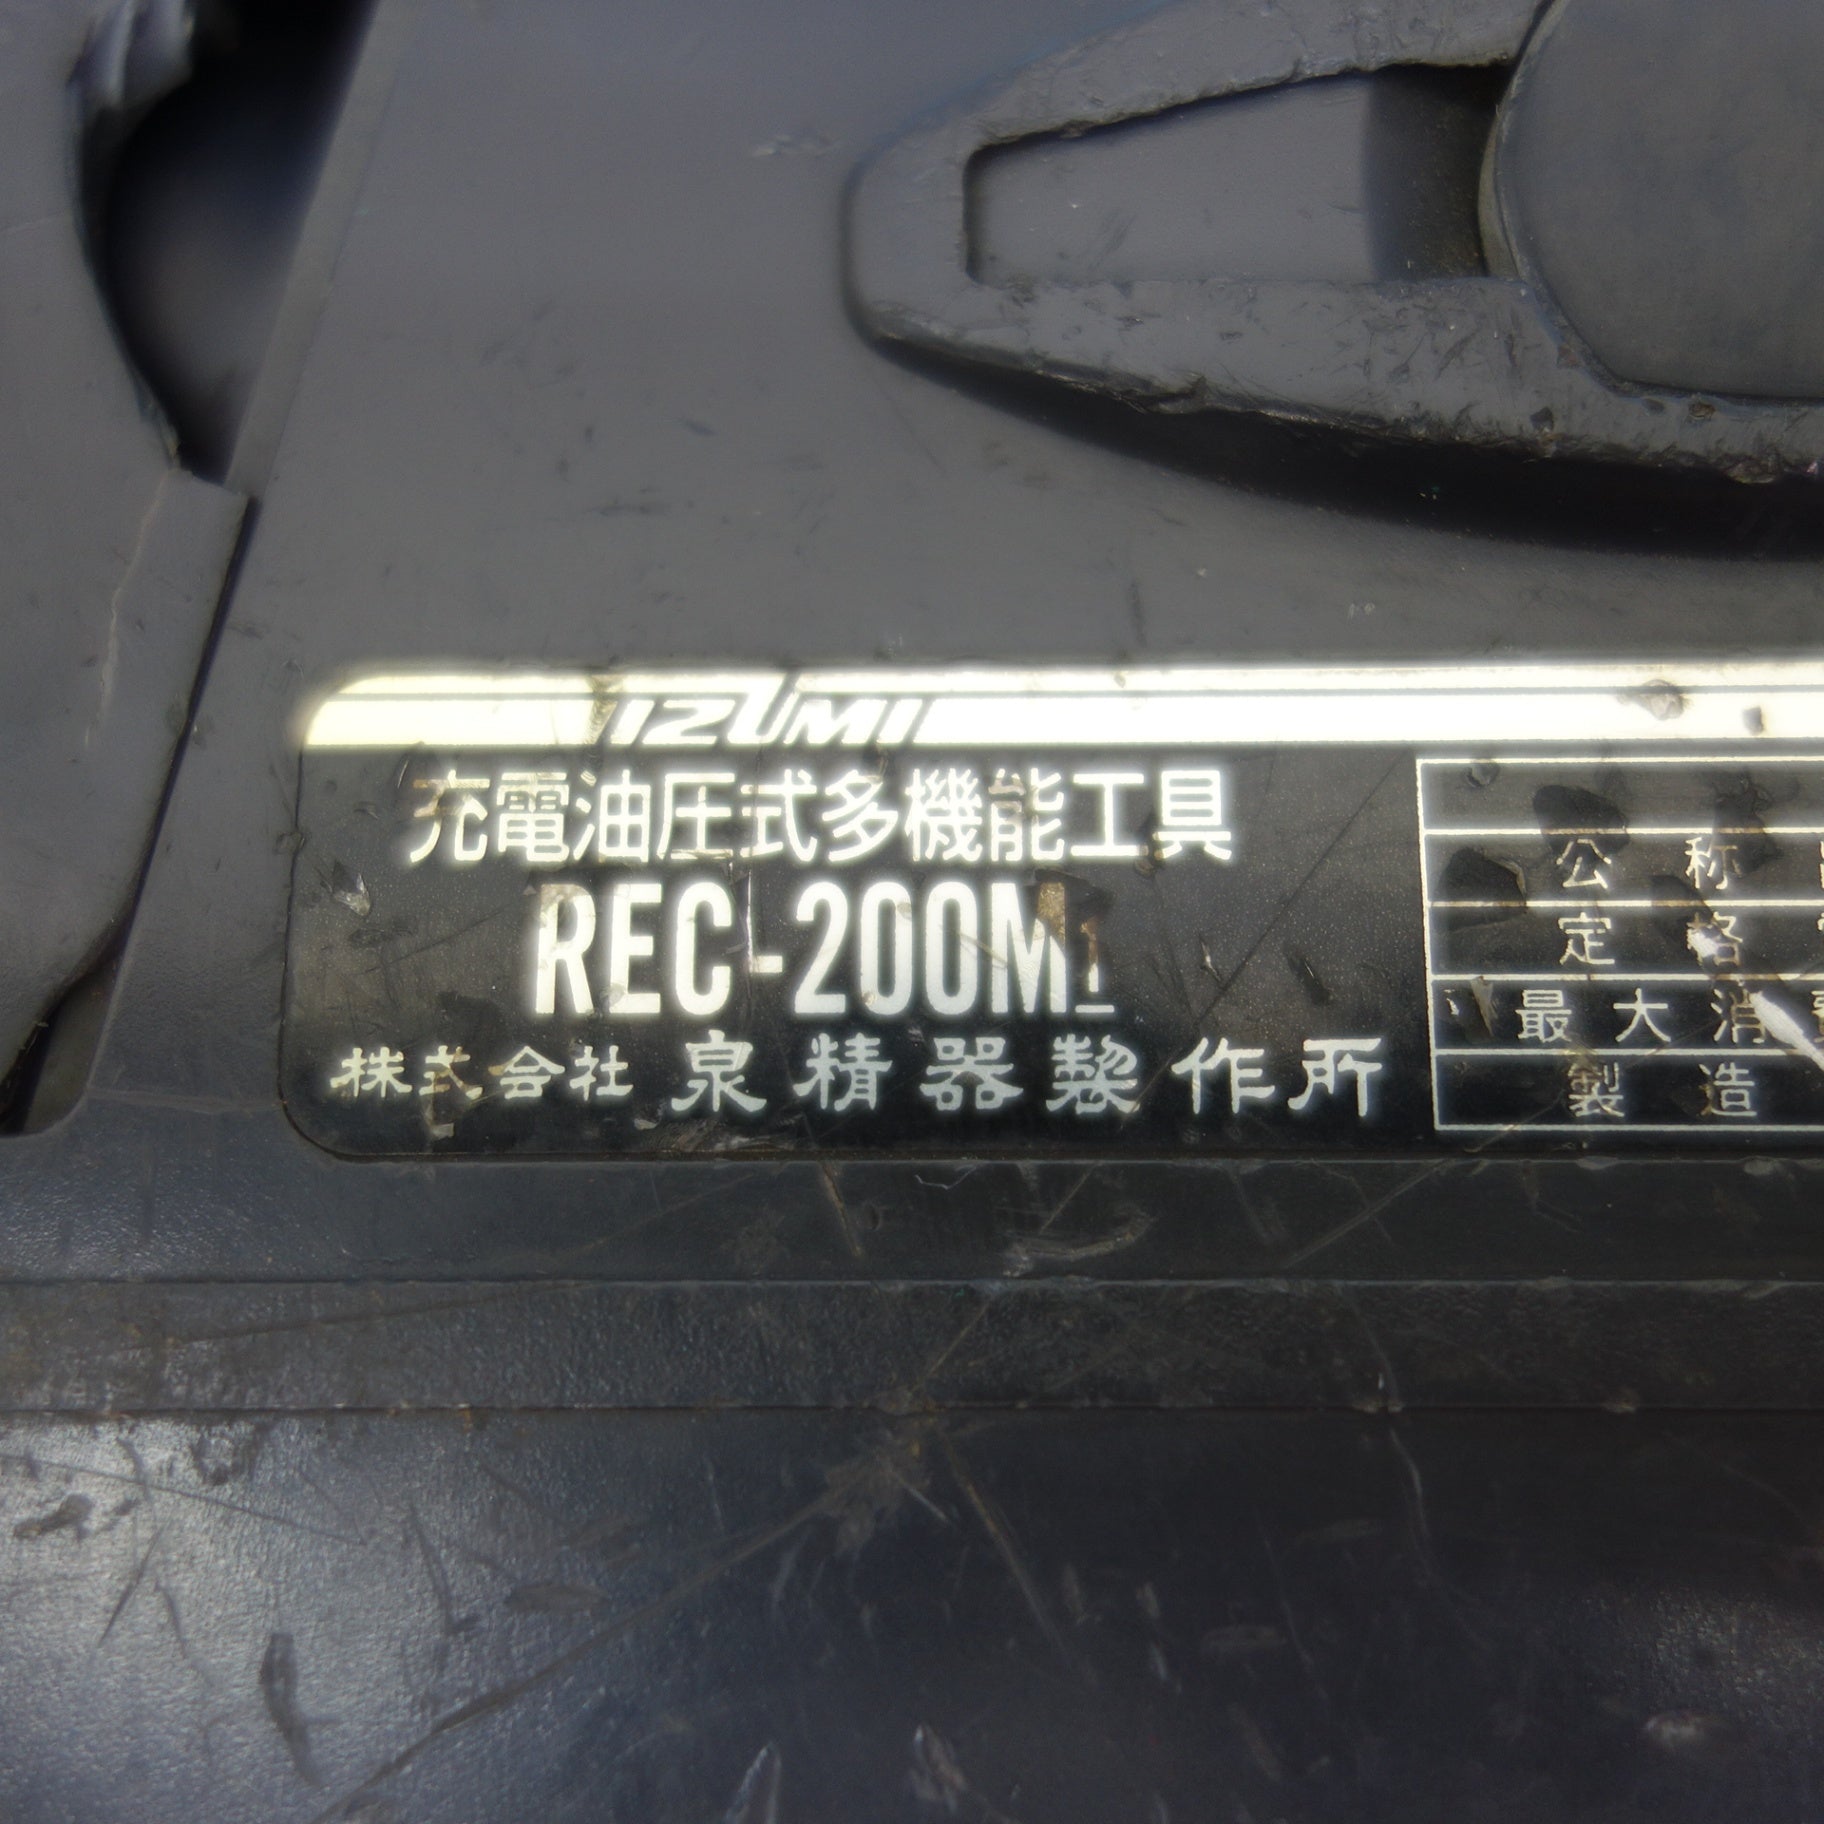 IZUMI
充電油圧式多機能工具
REC-200M1
株式会社 泉精器製作所
公称
定格
最大消
製造